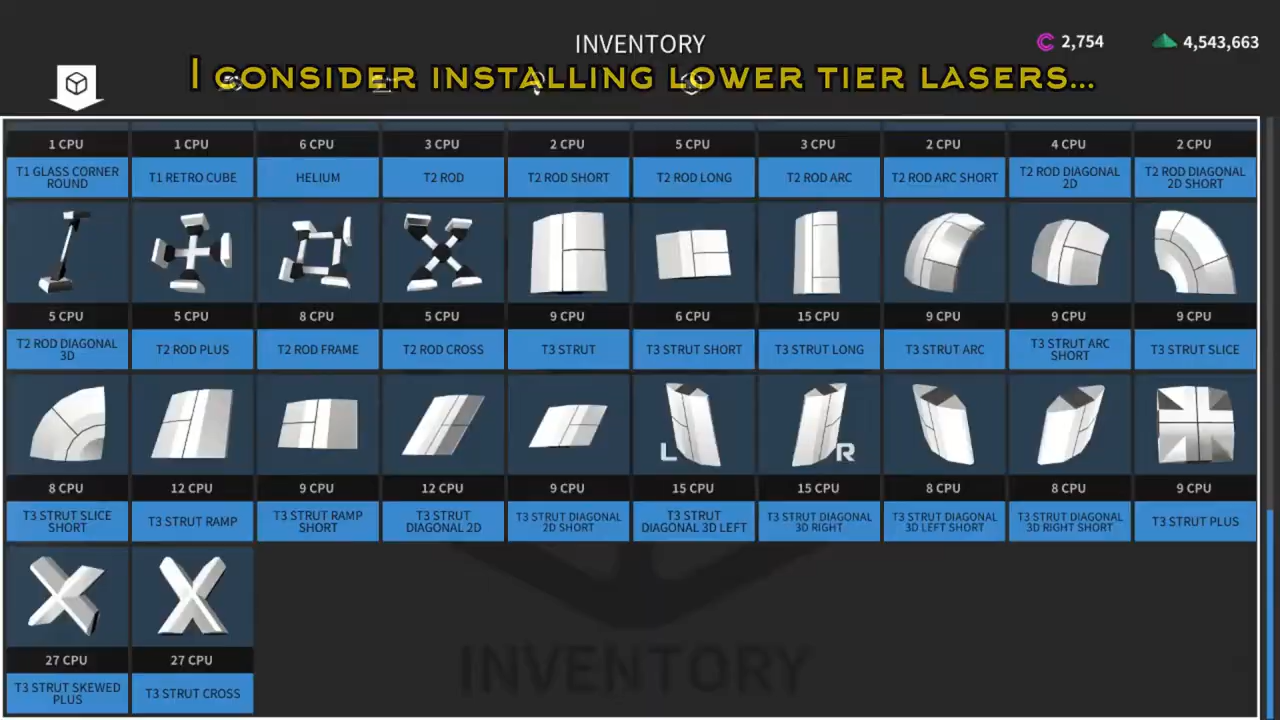 INVENTORY
2,754
4,543,663
I CONSIDER INSTALLING LOWER TIER LASERS...
1 CPU
1 CPU
6 CPU
3 CPU
2 CPU
5 CPU
3 CPU
2 CPU
4 CPU
2 CPU
T1 GLASS CORNER
ROUND
T1 RETRO CUBE
HELIUM
T2 ROD
T2 ROD SHORT
T2 ROD LONG
T2 ROD ARC
T2 ROD ARC SHORT
T2 ROD DIAGONAL
2D
T2 ROD DIAGONAL
2D SHORT
5 CPU
5 CPU
8 CPU
5 CPU
9 CPU
6 CPU
15 CPU
9 CPU
9 CPU
9 CPU
T2 ROD DIAGONAL
3D
T2 ROD PLUS
T2 ROD FRAME
T2 ROD CROSS
T3 STRUT
T3 STRUT SHORT
T3 STRUT LONG
T3 STRUT ARC
T3 STRUT ARC
SHORT
T3 STRUT SLICE
L
R
8 CPU
12 CPU
9 CPU
12 CPU
9 CPU
15 CPU
15 CPU
8 CPU
8 CPU
9 CPU
T3 STRUT SLICE
SHORT
T3 STRUT RAMP
T3 STRUT RAMP
SHORT
T3 STRUT
DIAGONAL 2D
T3 STRUT DIAGONAL
2D SHORT
T3 STRUT
DIAGONAL 3D LEFT
T3 STRUT DIAGONAL
3D RIGHT
T3 STRUT DIAGONAL
3D LEFT SHORT
T3 STRUT DIAGONAL
3D RIGHT SHORT
T3 STRUT PLUS
27 CPU
27 CPU
T3 STRUT SKEWED
PLUS
T3 STRUT CROSS
INVENTORY